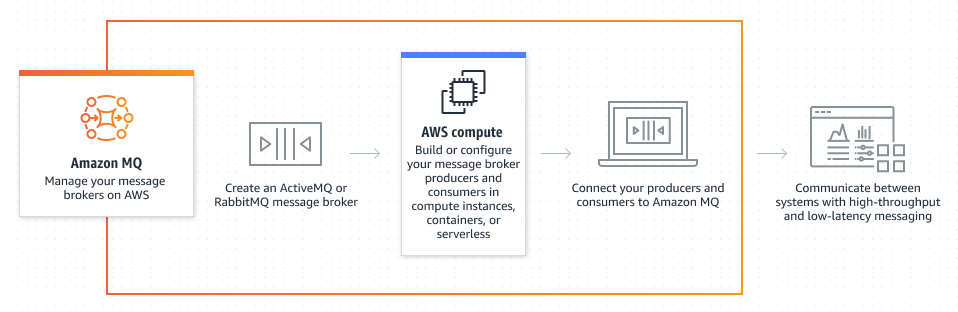 Amazon MQ
Manage your message
brokers on AWS
Create an ActiveMQ or
RabbitMQ message broker
AWS compute
Build or configure
your message broker
producers and
consumers in
compute instances,
containers, or
serverless
Connect your producers and
consumers to Amazon MQ
Communicate between
systems with high-throughput
and low-latency messaging